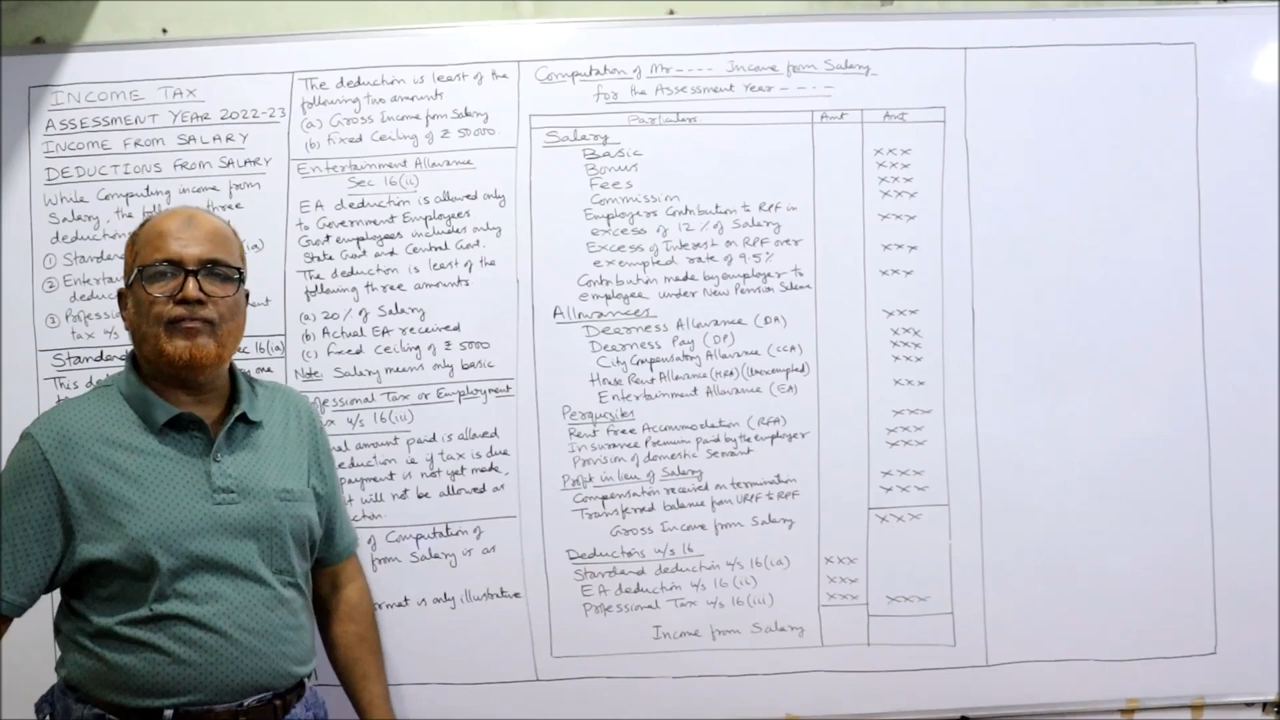 INCOME TAX
ASSESSMENT YEAR 2022-23
INCOME FROM SALARY
DEDUCTIONS FROM SALARY
While Computing income from
Salary, the three
deduction
① Standard (ia)
② Entertai
deduc
③ Professi
tax u/s
Standard Sec 16(ia)
This ded one
The deduction is least of the
following two amounts
(a) Gross Income from Salary
(b) Fixed Ceiling of ₹ 50000.
Entertainment Allowance
Sec 16(ii)
EA deduction is allowed only
to Government Employees
Govt employees includes only
State Govt and Central Govt.
The deduction is least of the
following three amounts
(a) 20% of Salary
(b) Actual EA received
(c) Fixed Ceiling of ₹ 5000
Note: Salary means only basic
fessional Tax or Employment
x u/s 16(iii)
ual amount paid is allowed
eduction i.e if tax is due
payment is not yet made,
t will not be allowed as
ction.
of Computation of
from Salary is as
rmat is only illustrative
Computation of Mr---- Income from Salary
for the Assessment Year ----
Particulars Amt Amt
Salary
Basic xxx
Bonus xxx
Fees xxx
Commission xxx
Employers Contribution to RPF in
excess of 12% of Salary xxx
Excess of Interest on RPF over
exempted rate of 9.5% xxx
Contribution made by employer to
employee under New Pension Scheme xxx
Allowances
Dearness Allowance (DA) xxx
Dearness Pay (DP) xxx
City Compensatory Allowance (CCA) xxx
House Rent Allowance (HRA) (Unexempted) xxx
Entertainment Allowance (EA) xxx
Perquisites
Rent Free Accommodation (RFA) xxx
Insurance Premium paid by the employer xxx
Provision of domestic Servant xxx
Profit in lieu of Salary
Compensation received on termination xxx
Transferred balance from URPF to RPF xxx
Gross Income from Salary xxx
Deductions u/s 16
Standard deduction u/s 16(ia) xxx
EA deduction u/s 16(ii) xxx
Professional Tax u/s 16(iii) xxx xxx
Income from Salary